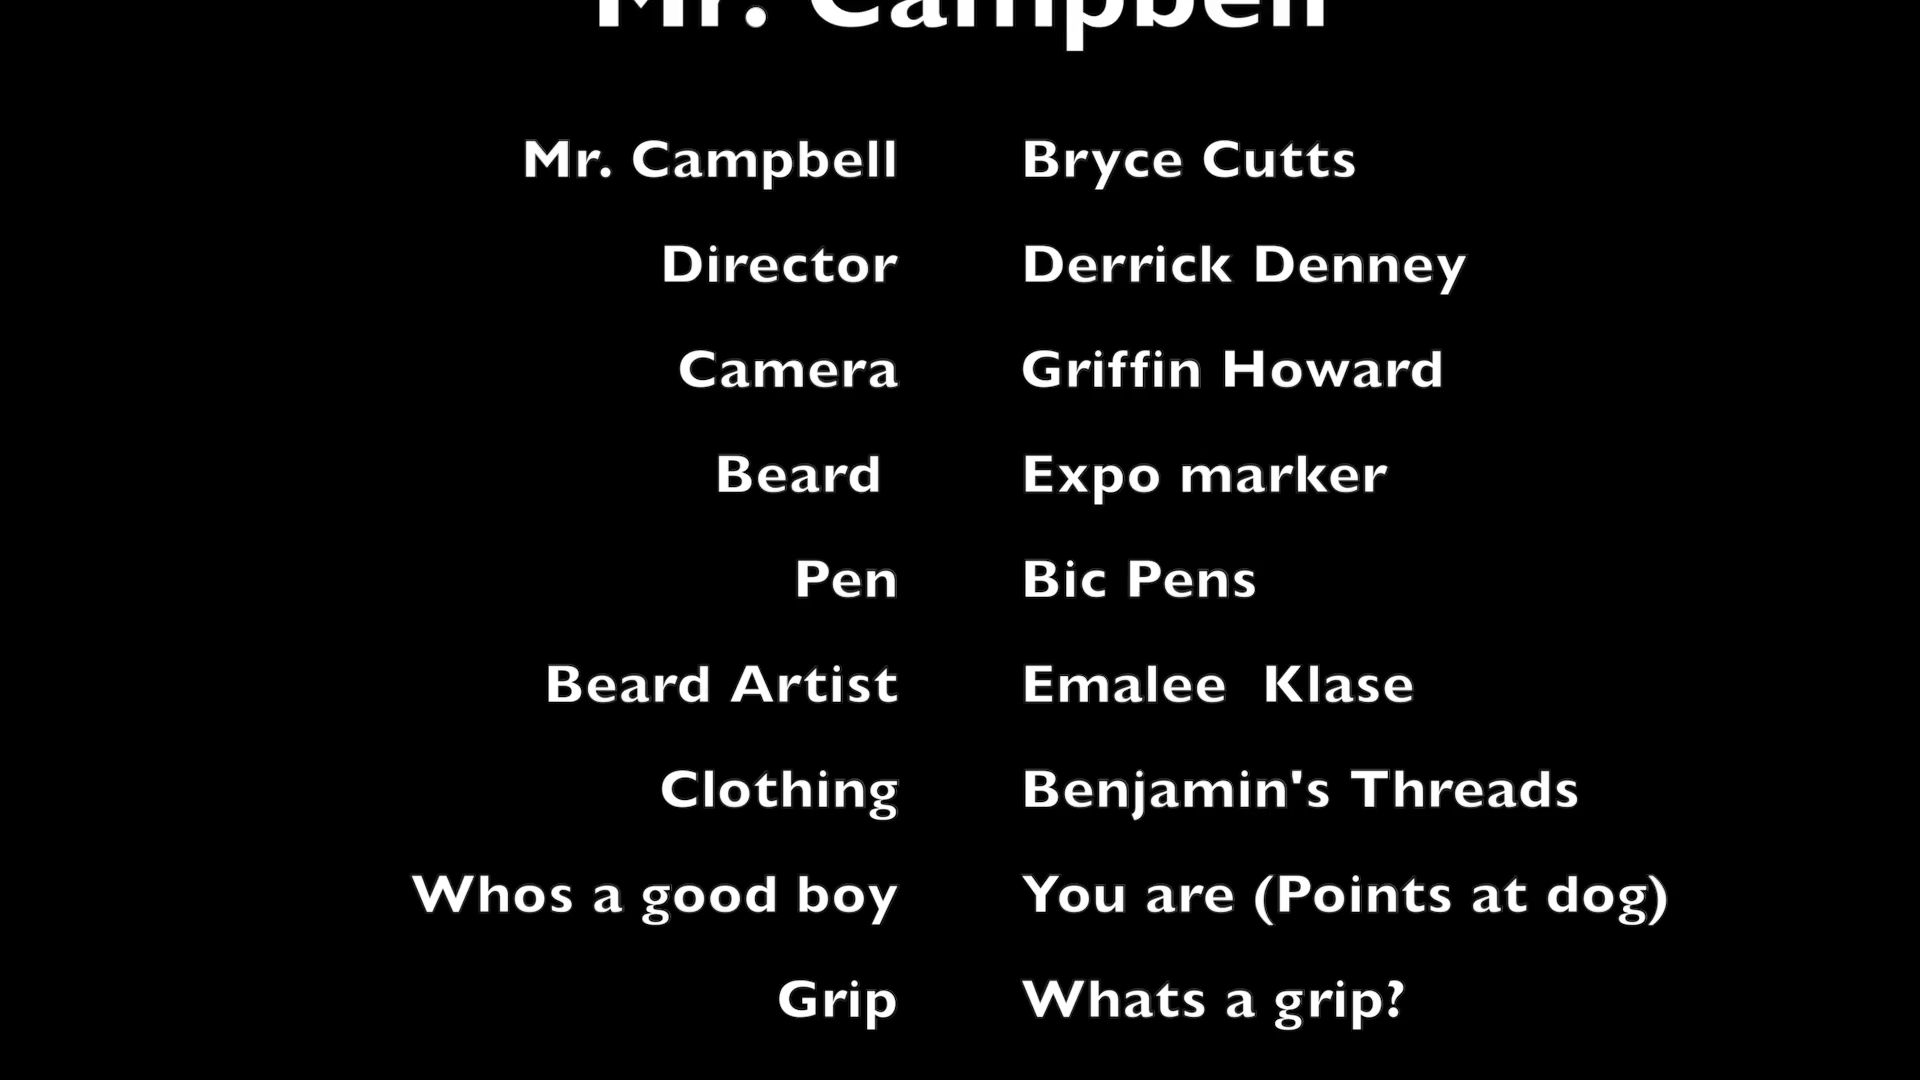 Mr. Campbell
Mr. Campbell Bryce Cutts
Director Derrick Denney
Camera Griffin Howard
Beard Expo marker
Pen Bic Pens
Beard Artist Emalee Klase
Clothing Benjamin's Threads
Whos a good boy You are (Points at dog)
Grip Whats a grip?